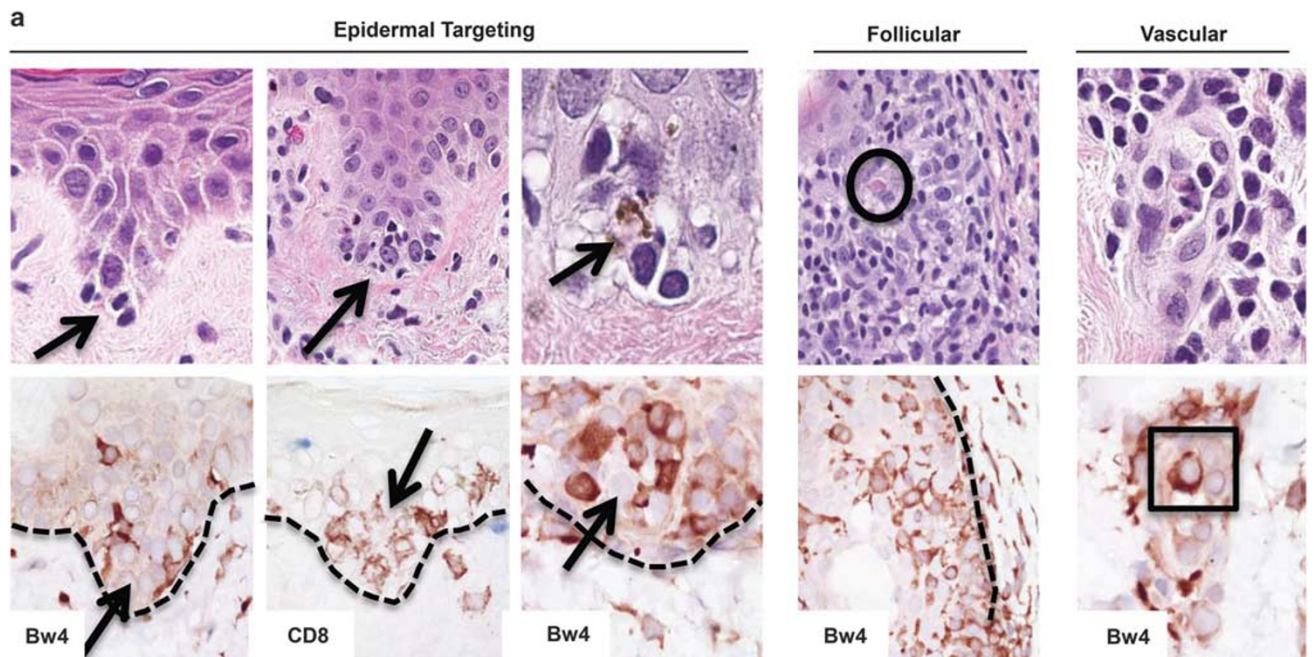 a
Epidermal Targeting
Follicular
Vascular
Bw4
CD8
Bw4
Bw4
Bw4